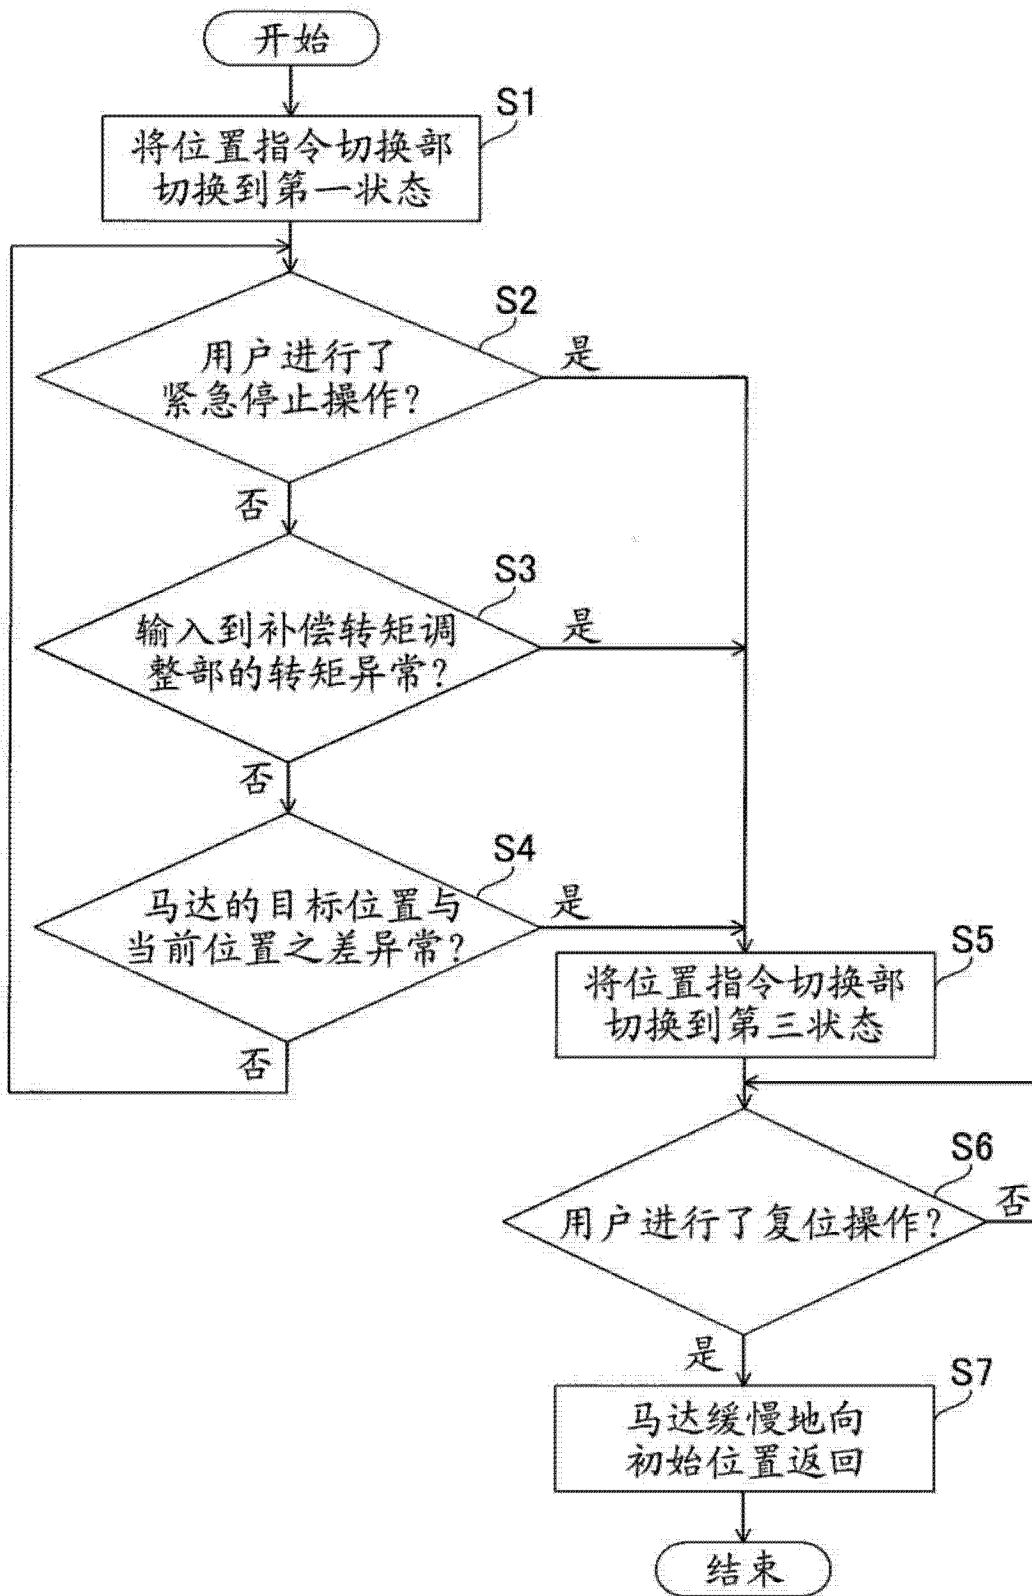 开始
S1
将位置指令切换部
切换到第一状态
S2
用户进行了
紧急停止操作?
是
否
S3
输入到补偿转矩调
整部的转矩异常?
是
否
S4
马达的目标位置与
当前位置之差异常?
是
否
S5
将位置指令切换部
切换到第三状态
S6
用户进行了复位操作?
否
是
S7
马达缓慢地向
初始位置返回
结束